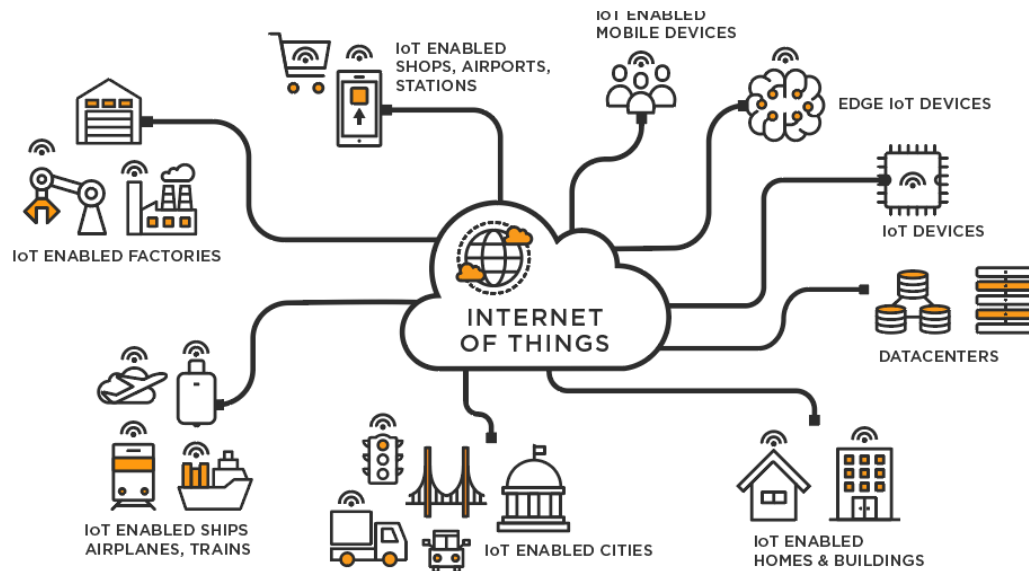 IoT ENABLED
SHOPS, AIRPORTS,
STATIONS
IoT ENABLED
MOBILE DEVICES
EDGE IoT DEVICES
IoT DEVICES
IoT ENABLED FACTORIES
INTERNET
OF THINGS
DATACENTERS
IoT ENABLED SHIPS
AIRPLANES, TRAINS
IoT ENABLED CITIES
IoT ENABLED
HOMES & BUILDINGS